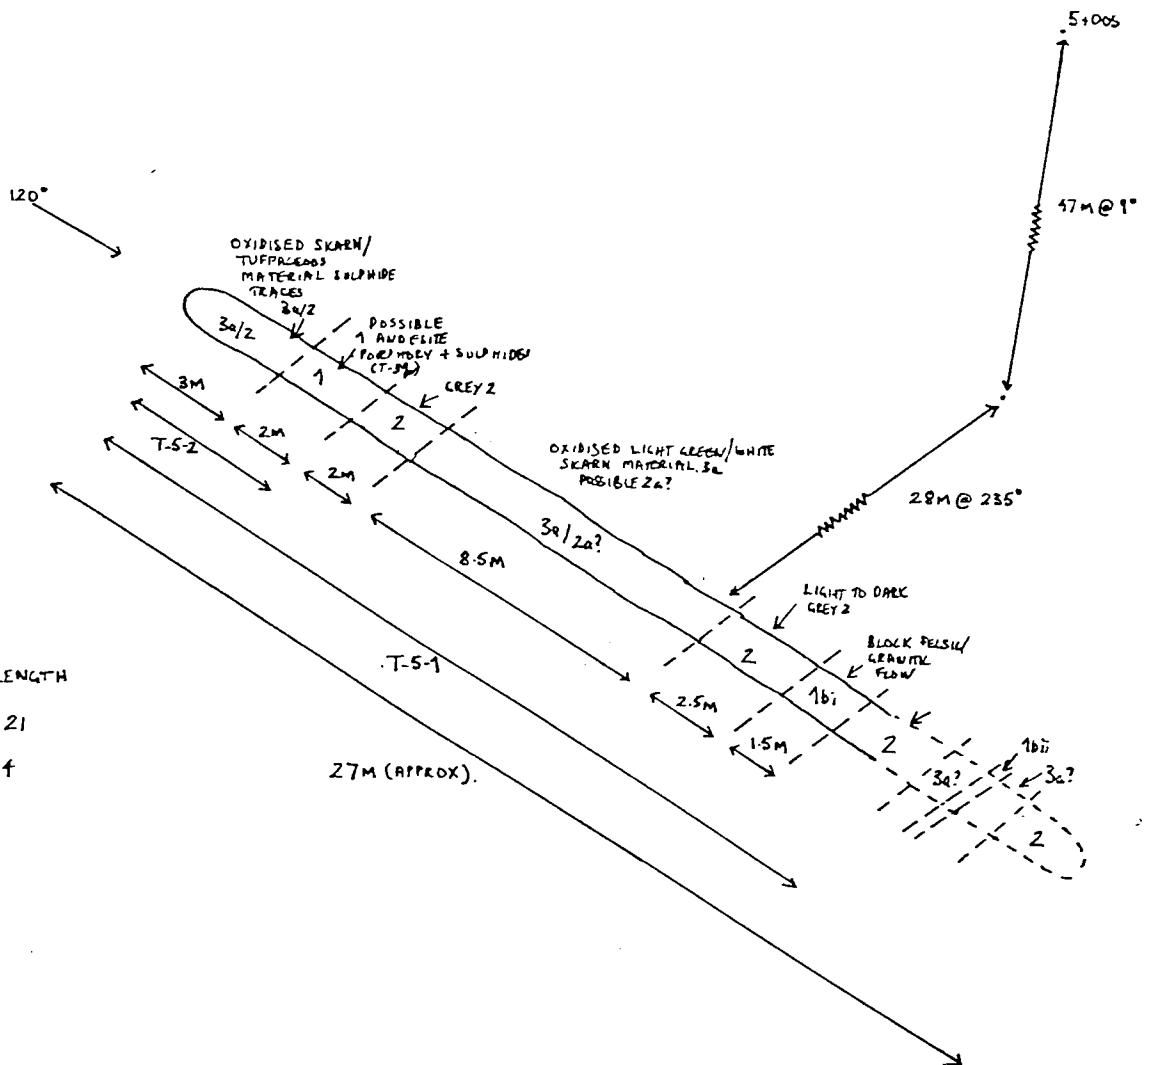 5+00S
120°
47M @ 9°
OXIDISED SKARN/
TUFFACEOUS
MATERIAL SULPHIDE
TRACES
3a/2
3a/2
POSSIBLE
1 ANDESITE
PORPHORY + SULPHIDES
1
GREY 2
2
3M
2M
2M
T-5-2
OXIDISED LIGHT GREEN/WHITE
SKARN MATERIAL. 3a
POSSIBLE 2a?
28M @ 235°
3a/2a?
8.5M
LIGHT TO DARK
GREY 2
2
BLOCK FELSIC/
GRANITIC
FLOW
1bi
T-5-1
2.5M
1.5M
2
3a?
1bii
3a?
2
LENGTH
21
4
27M (APPROX).